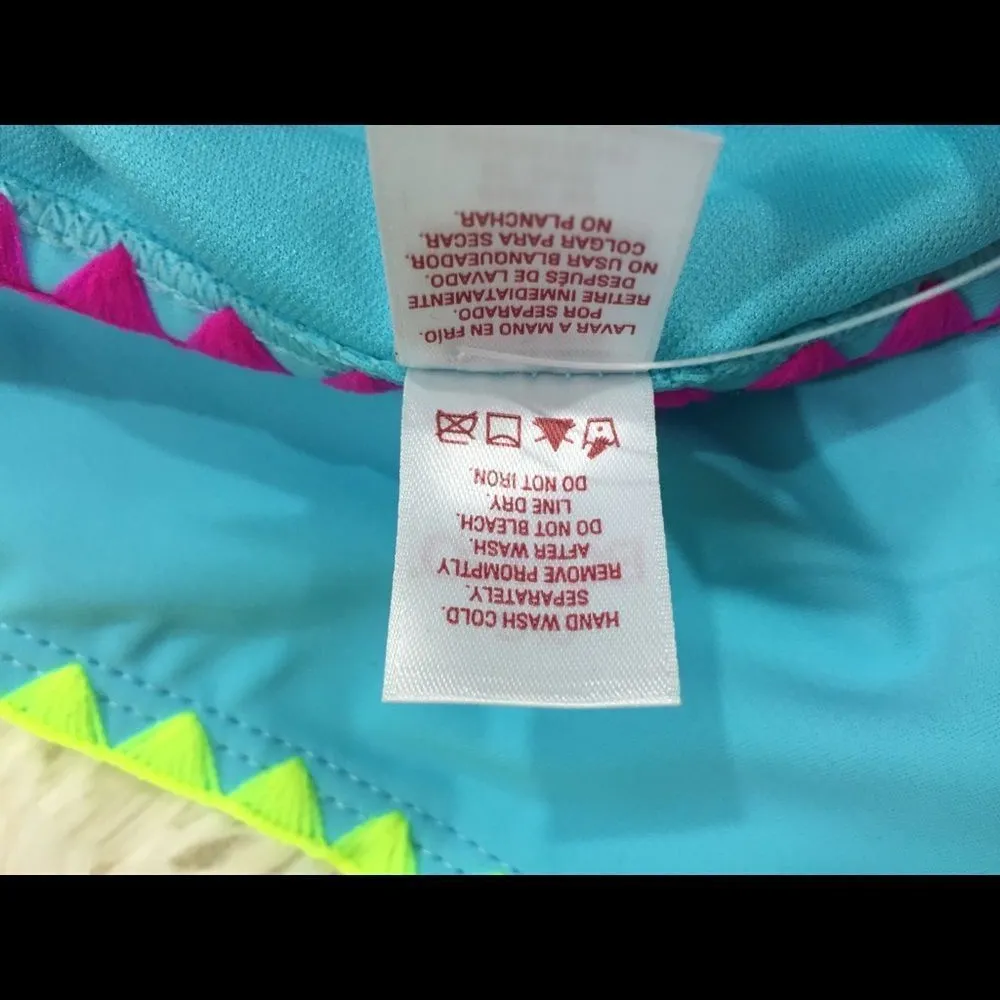 HAND WASH COLD.
SEPARATELY.
REMOVE PROMPTLY
AFTER WASH.
DO NOT BLEACH.
LINE DRY.
DO NOT IRON.
LAVAR A MANO EN FRÍO.
POR SEPARADO.
RETIRE INMEDIATAMENTE
DESPUÉS DE LAVADO.
NO USAR BLANQUEADOR.
COLGAR PARA SECAR.
NO PLANCHAR.